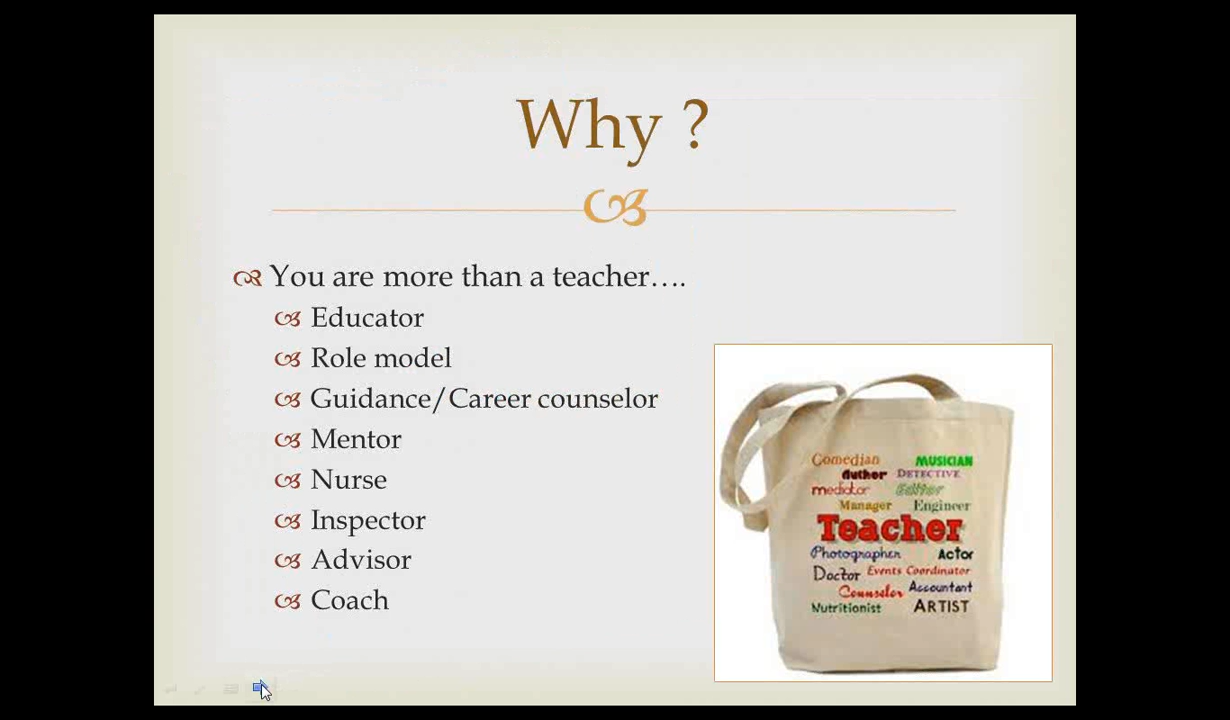 Why ?
You are more than a teacher….
Educator
Role model
Guidance/Career counselor
Mentor
Nurse
Inspector
Advisor
Coach
Comedian MUSICIAN
Author DETECTIVE
mediator Editor
Manager Engineer
Teacher
Photographer Actor
Doctor Events Coordinator
Counselor Accountant
Nutritionist ARTIST